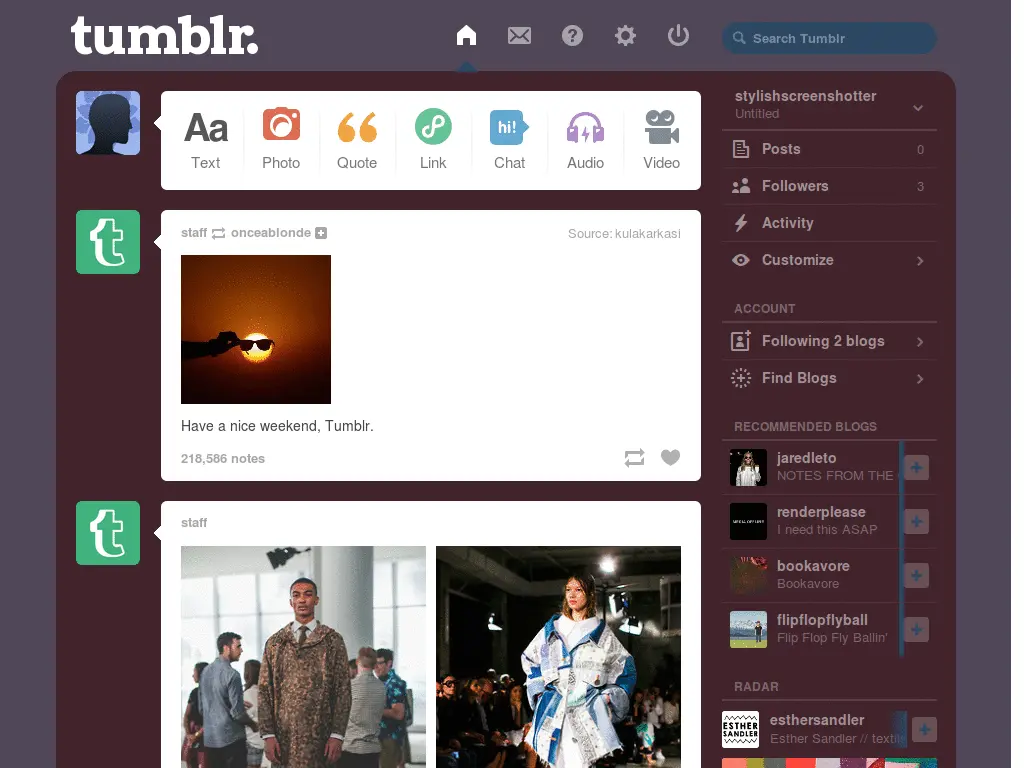 tumblr.
Search Tumblr
Aa
Text
Photo
Quote
Link
hi!
Chat
Audio
Video
staff onceablonde
Source: kulakarkasi
Have a nice weekend, Tumblr.
218,586 notes
staff
stylishscreenshotter
Untitled
Posts 0
Followers 3
Activity
Customize
ACCOUNT
Following 2 blogs
Find Blogs
RECOMMENDED BLOGS
jaredleto
NOTES FROM THE
renderplease
I need this ASAP
bookavore
Bookavore
flipflopflyball
Flip Flop Fly Ballin'
RADAR
ESTHER
SANDLER
esthersandler
Esther Sandler // textile